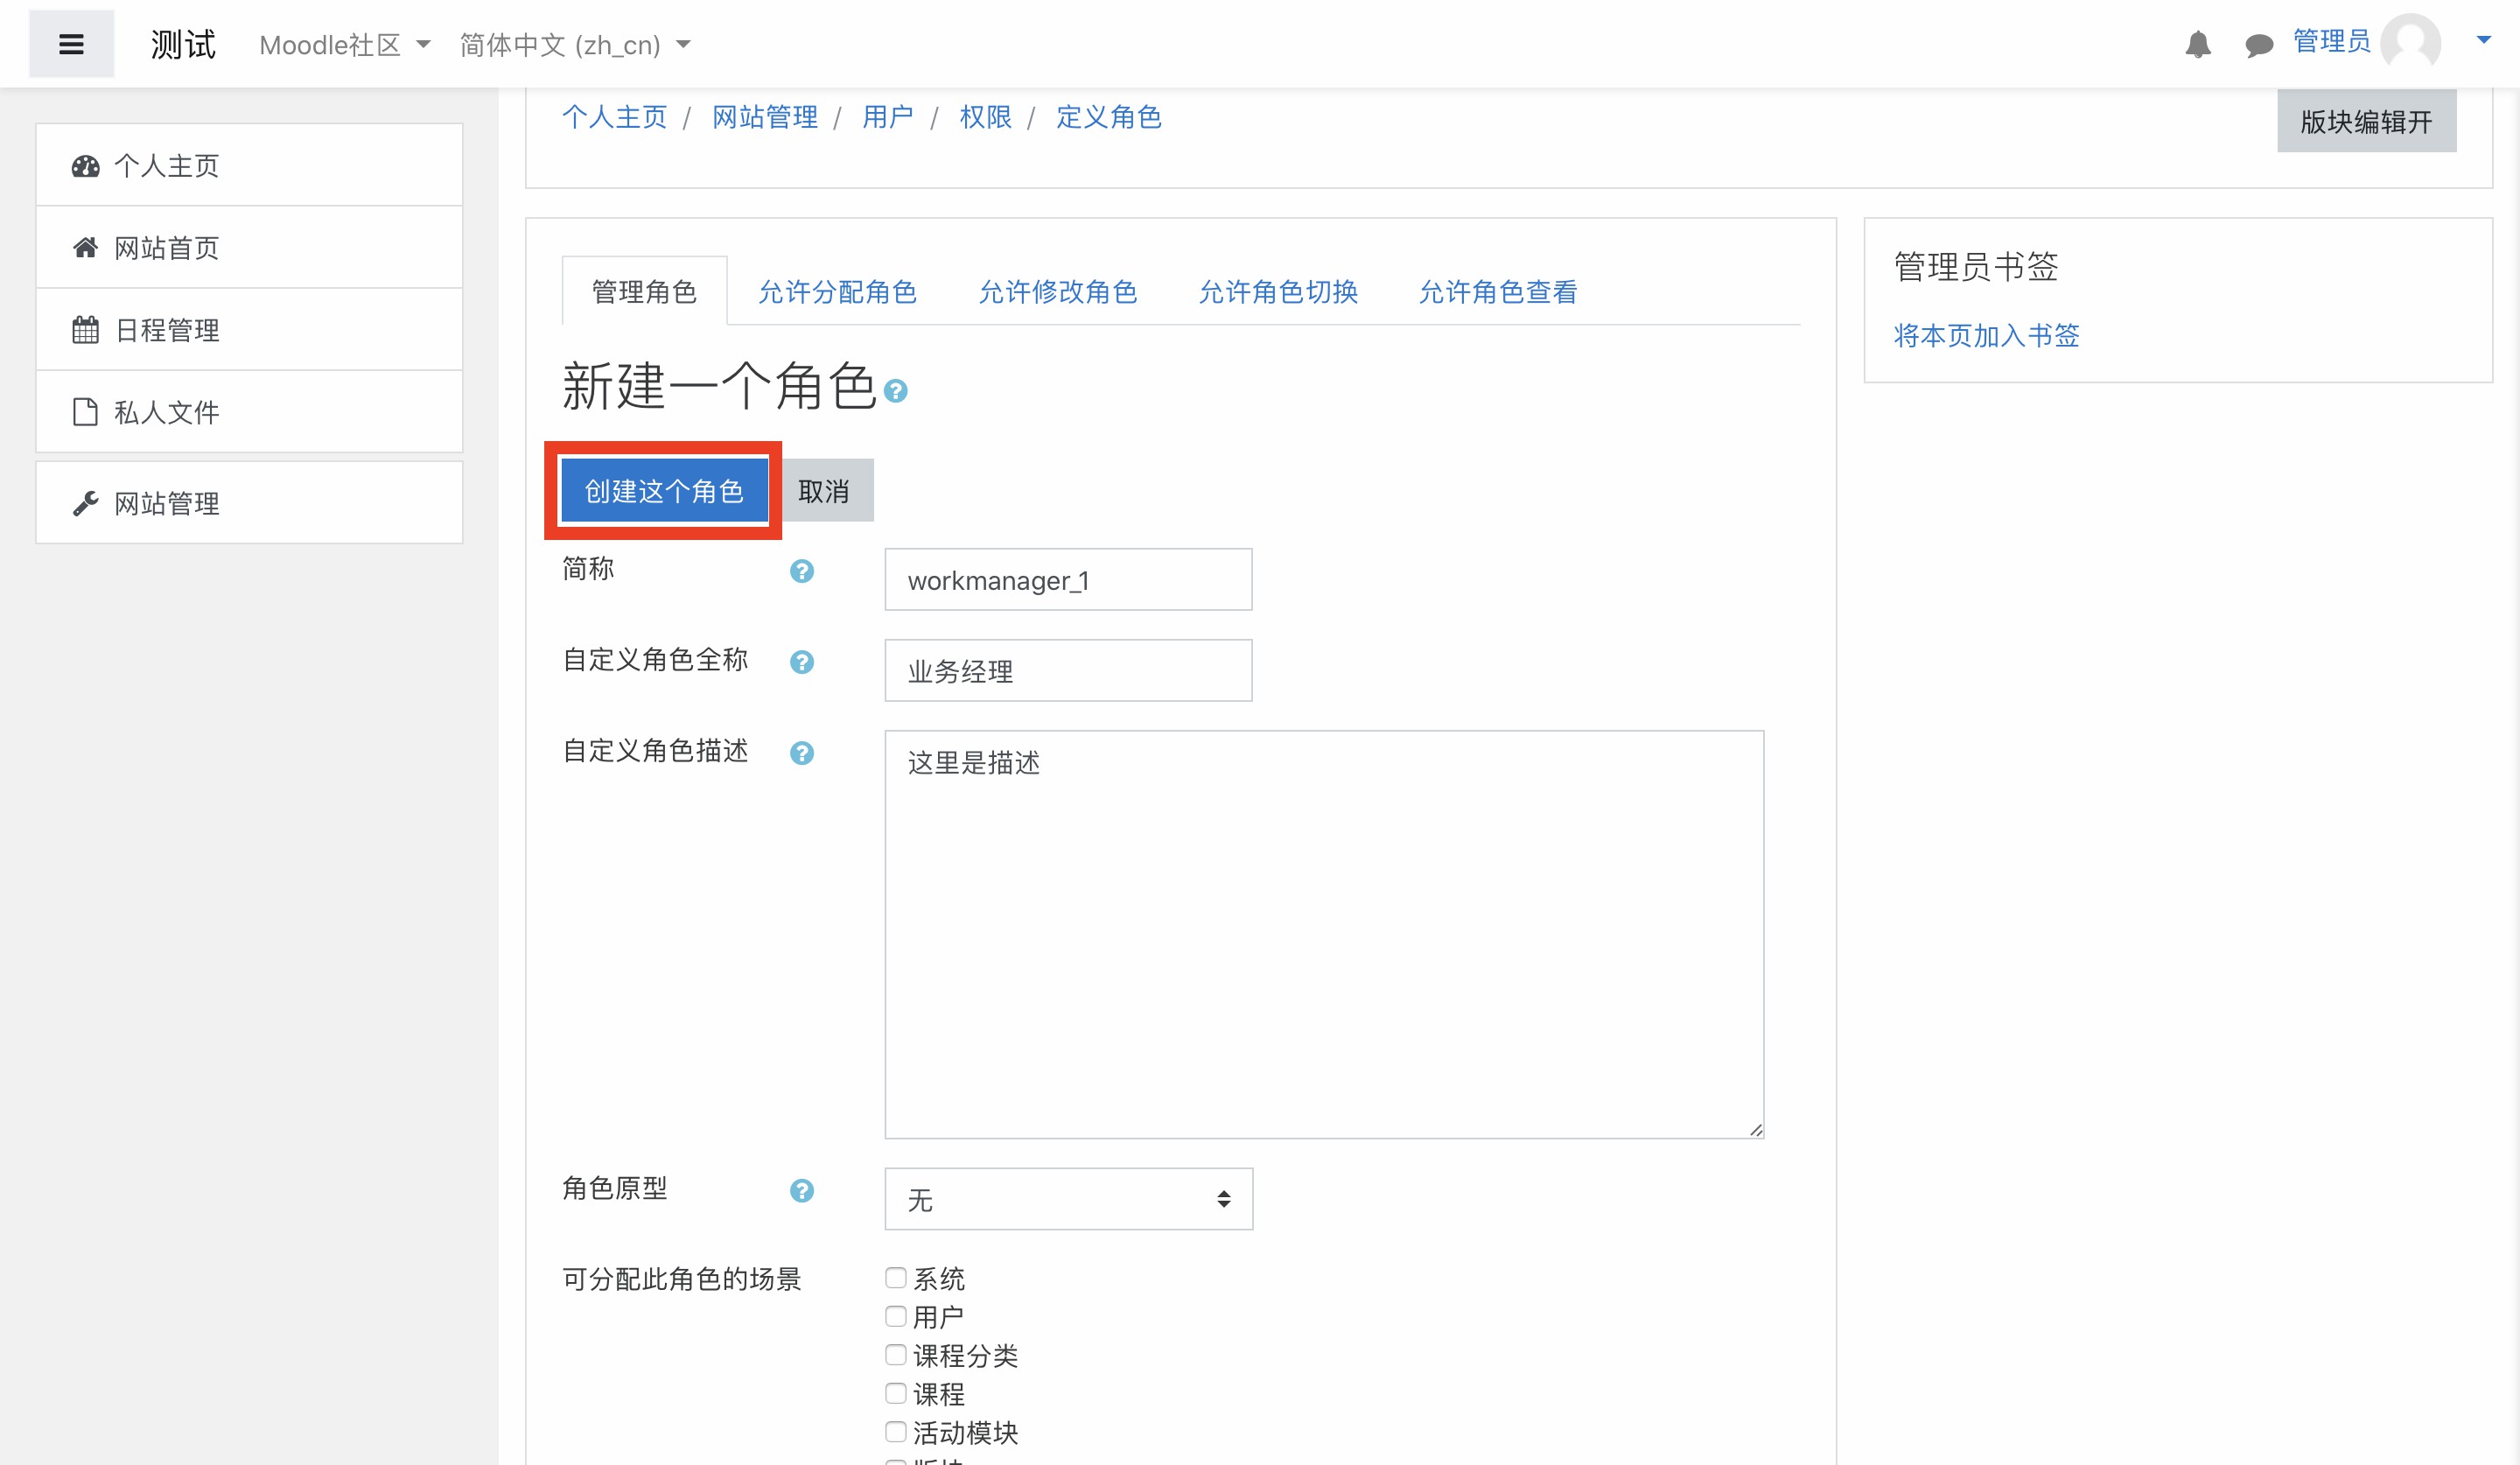 测试 Moodle社区 简体中文 (zh_cn) 管理员
个人主页 / 网站管理 / 用户 / 权限 / 定义角色
版块编辑开
个人主页
网站首页
日程管理
私人文件
网站管理
管理角色 允许分配角色 允许修改角色 允许角色切换 允许角色查看
新建一个角色
创建这个角色 取消
简称 workmanager_1
自定义角色全称 业务经理
自定义角色描述 这里是描述
角色原型 无
可分配此角色的场景 系统
用户
课程分类
课程
活动模块
管理员书签
将本页加入书签